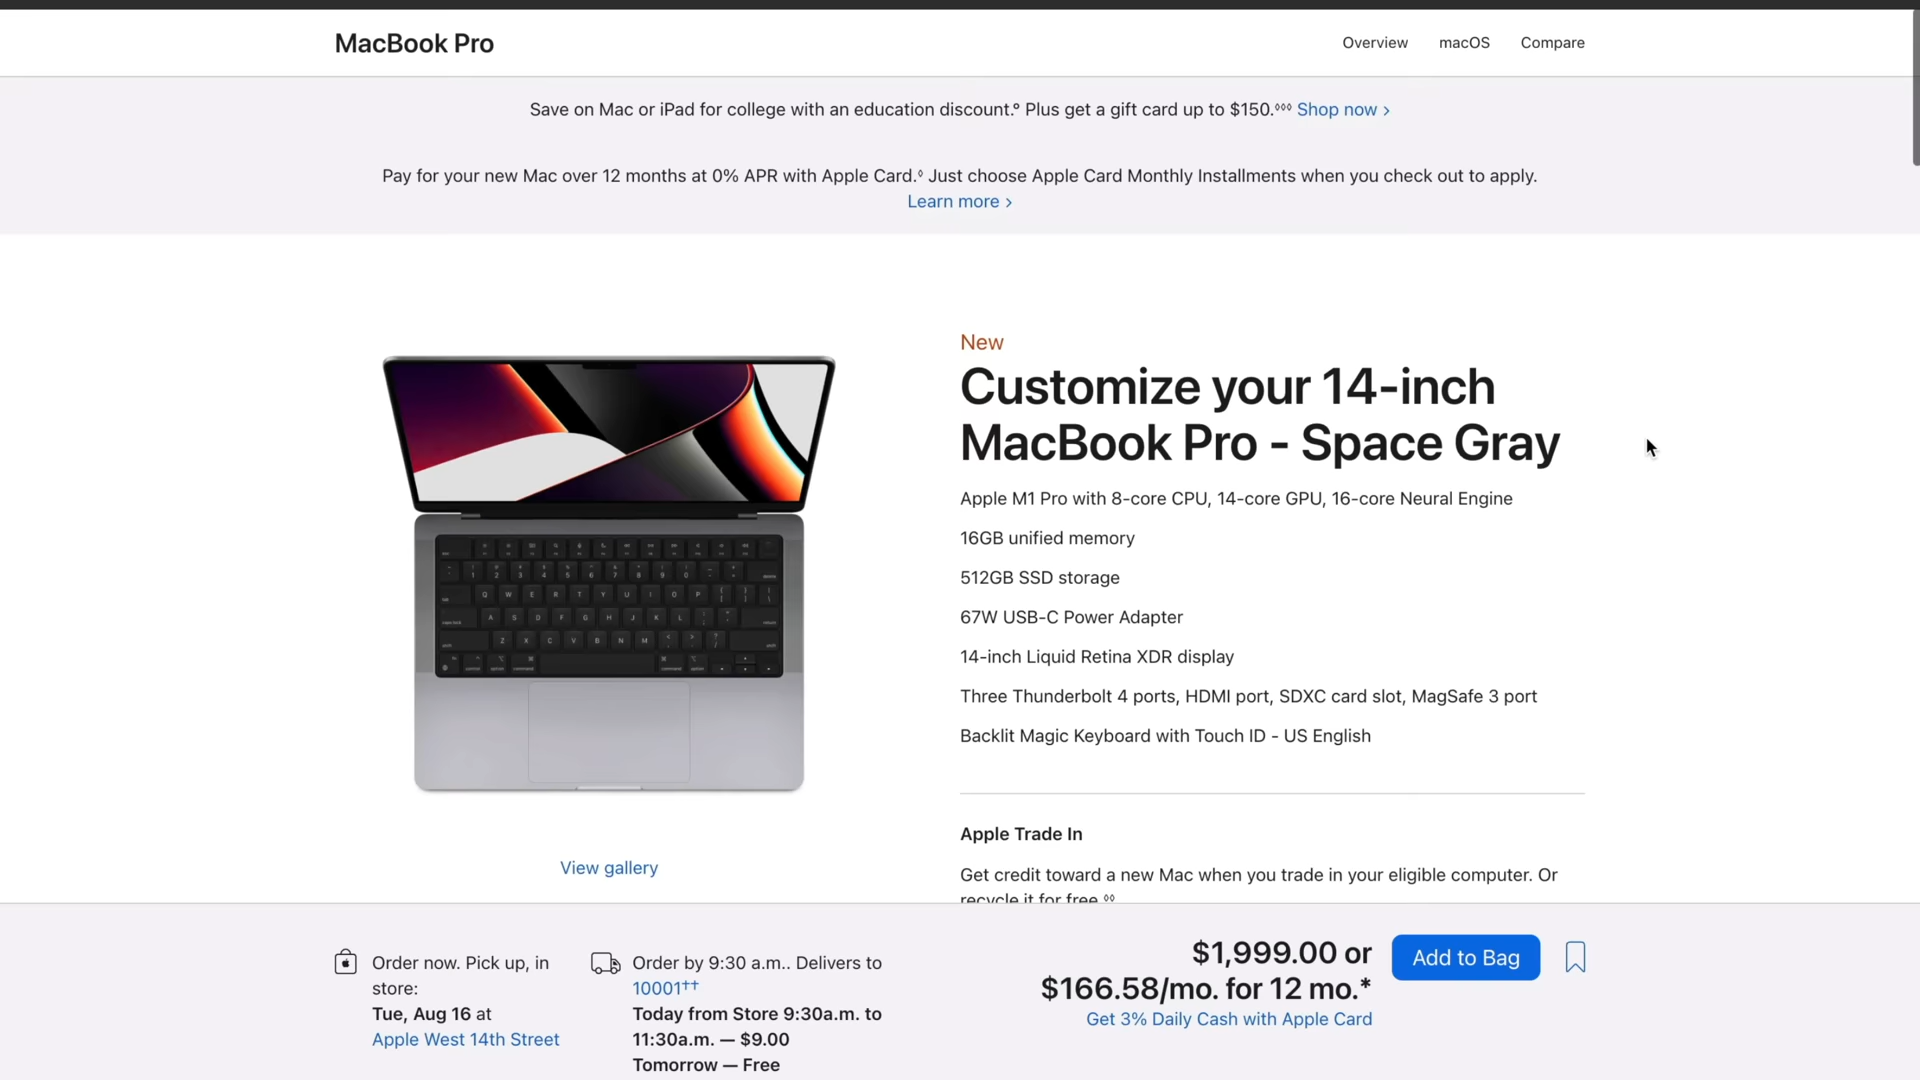 MacBook Pro
Overview
macOS
Compare
Save on Mac or iPad for college with an education discount.° Plus get a gift card up to $150.◊◊◊ Shop now >
Pay for your new Mac over 12 months at 0% APR with Apple Card.◊ Just choose Apple Card Monthly Installments when you check out to apply.
Learn more >
New
Customize your 14-inch
MacBook Pro - Space Gray
Apple M1 Pro with 8-core CPU, 14-core GPU, 16-core Neural Engine
16GB unified memory
512GB SSD storage
67W USB-C Power Adapter
14-inch Liquid Retina XDR display
Three Thunderbolt 4 ports, HDMI port, SDXC card slot, MagSafe 3 port
Backlit Magic Keyboard with Touch ID - US English
View gallery
Apple Trade In
Get credit toward a new Mac when you trade in your eligible computer. Or
recycle it for free.◊◊
Order now. Pick up, in
store:
Tue, Aug 16 at
Apple West 14th Street
Order by 9:30 a.m.. Delivers to
10001††
Today from Store 9:30a.m. to
11:30a.m. — $9.00
Tomorrow — Free
$1,999.00 or
$166.58/mo. for 12 mo.*
Get 3% Daily Cash with Apple Card
Add to Bag